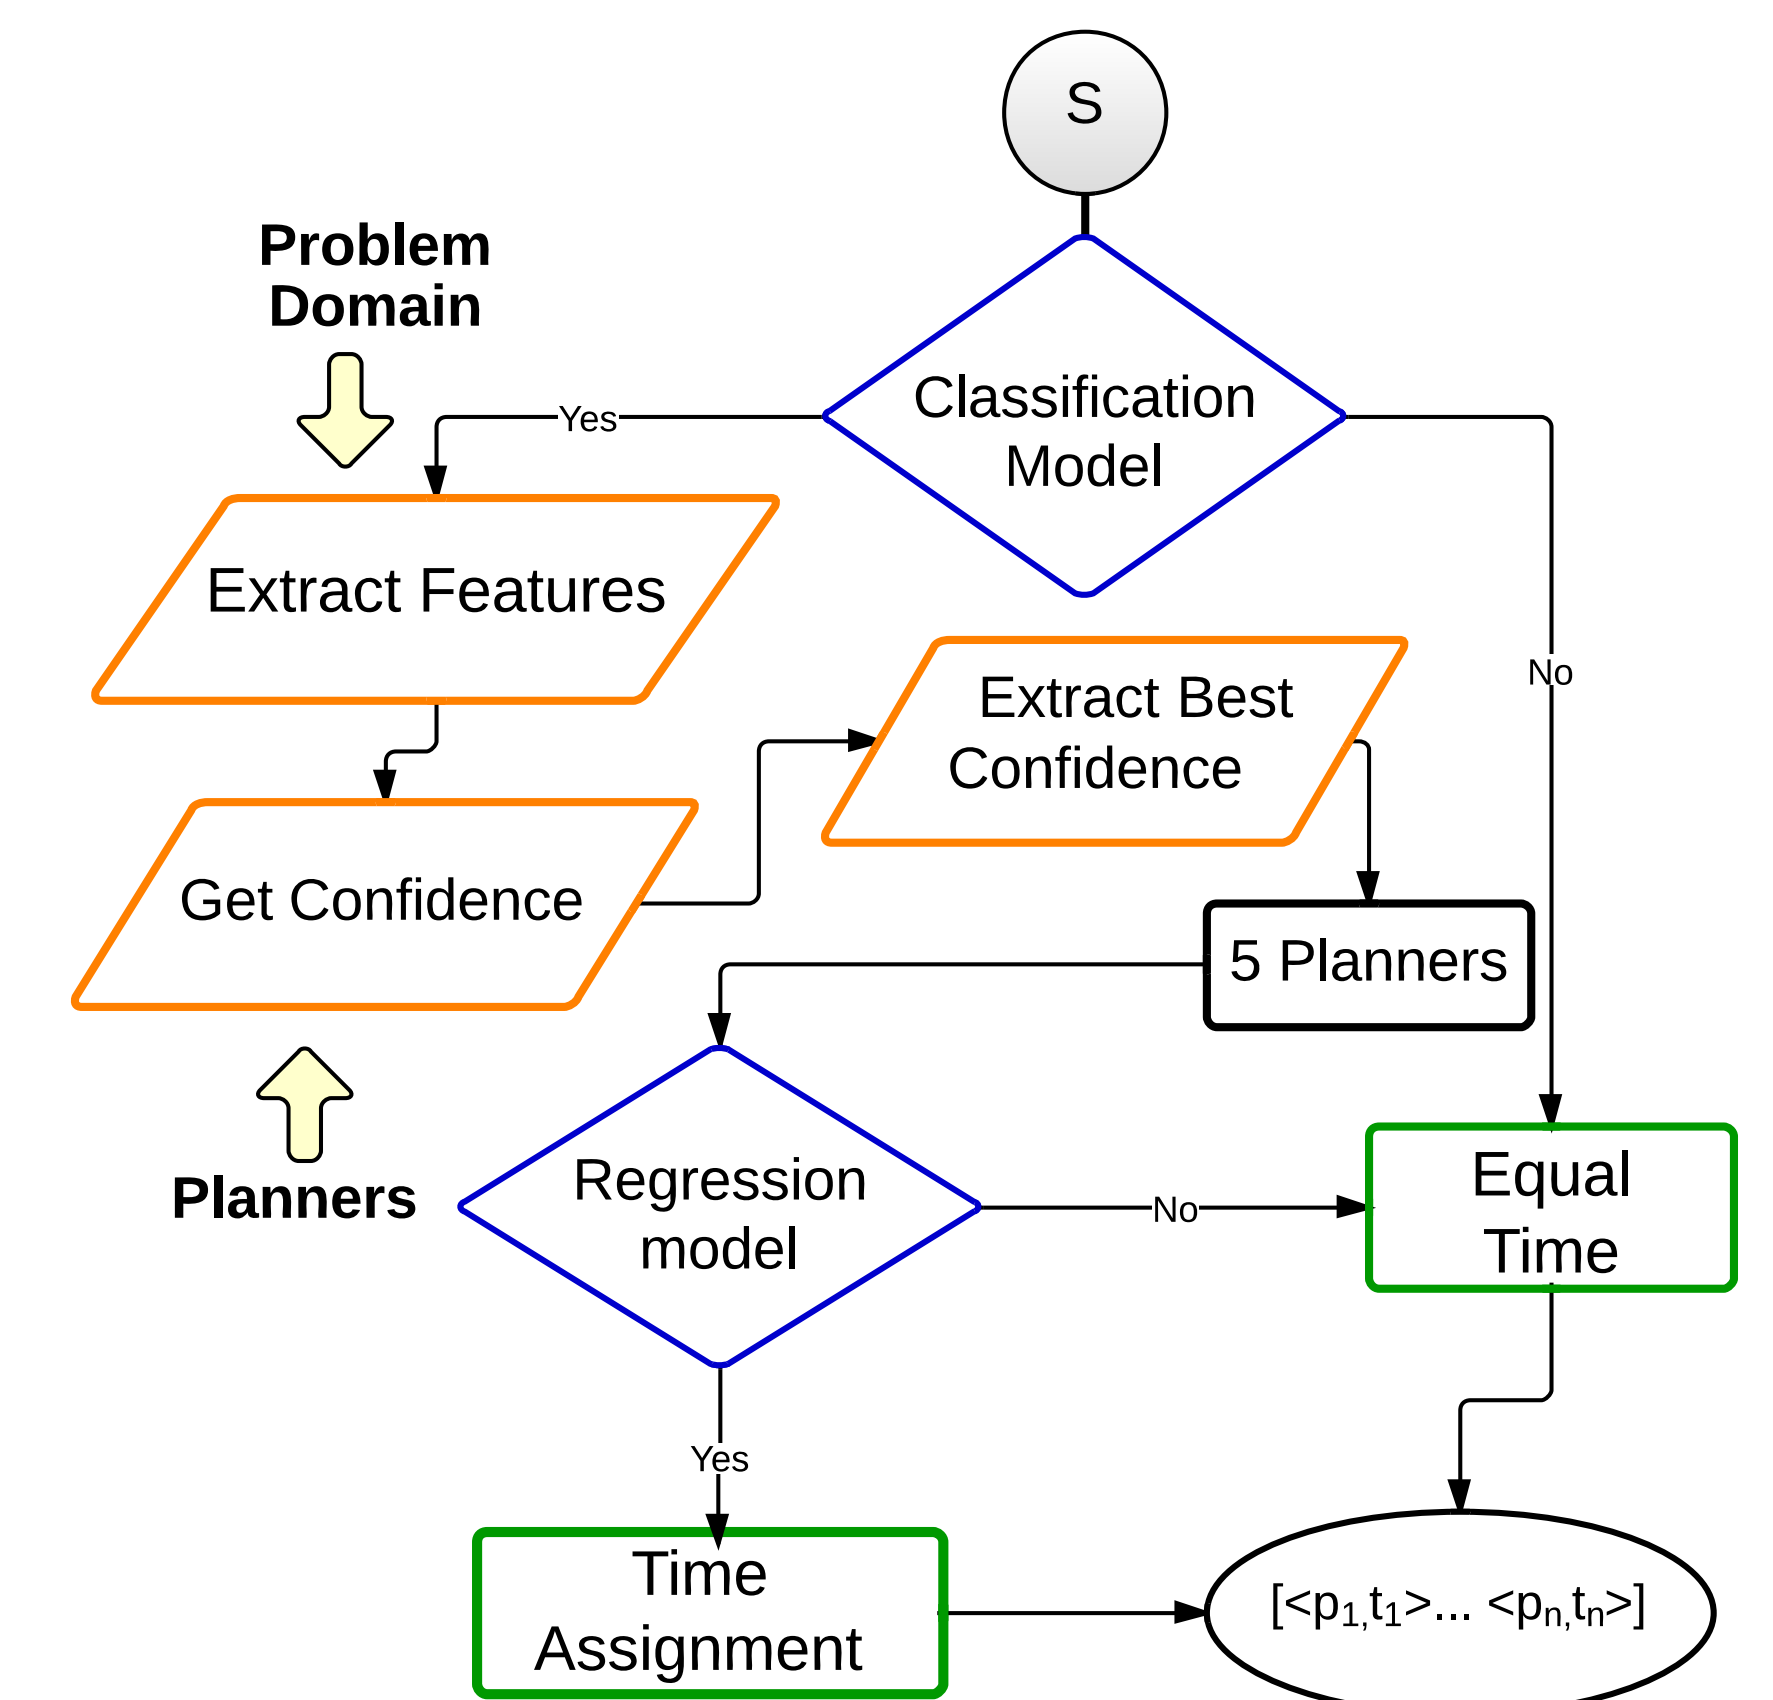 S
Problem
Domain
Classification
Model
Yes
No
Extract Features
Extract Best
Confidence
Get Confidence
5 Planners
Planners
Regression
model
No
Equal
Time
Yes
Time
Assignment
[<p1,t1>... <pn,tn>]